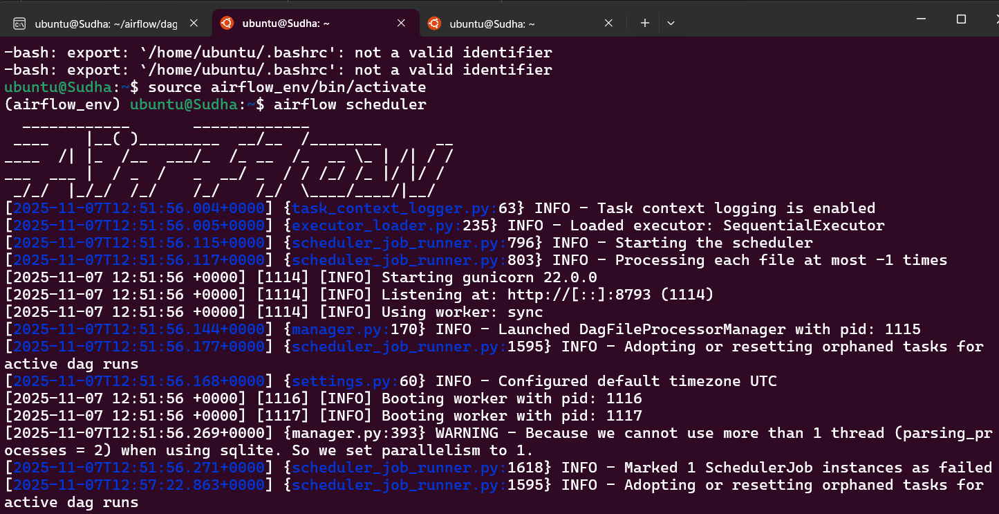 ubuntu@Sudha: ~/airflow/dag
ubuntu@Sudha: ~
ubuntu@Sudha: ~
-bash: export: `/home/ubuntu/.bashrc': not a valid identifier
-bash: export: `/home/ubuntu/.bashrc': not a valid identifier
ubuntu@Sudha:~$ source airflow_env/bin/activate
(airflow_env) ubuntu@Sudha:~$ airflow scheduler
  ____________       _____________
 ____    |__( )_________  __/__  /________      __
____  /| |_  /__  ___/_  /_ __  /_  __ \_ | /| / /
___  ___ |  / _  /   _  __/ _  / / /_/ /_ |/ |/ /
 _/_/  |_/_/  /_/    /_/    /_/  \____/____/|__/
[2025-11-07T12:51:56.004+0000] {task_context_logger.py:63} INFO - Task context logging is enabled
[2025-11-07T12:51:56.005+0000] {executor_loader.py:235} INFO - Loaded executor: SequentialExecutor
[2025-11-07T12:51:56.115+0000] {scheduler_job_runner.py:796} INFO - Starting the scheduler
[2025-11-07T12:51:56.117+0000] {scheduler_job_runner.py:803} INFO - Processing each file at most -1 times
[2025-11-07 12:51:56 +0000] [1114] [INFO] Starting gunicorn 22.0.0
[2025-11-07 12:51:56 +0000] [1114] [INFO] Listening at: http://[::]:8793 (1114)
[2025-11-07 12:51:56 +0000] [1114] [INFO] Using worker: sync
[2025-11-07T12:51:56.144+0000] {manager.py:170} INFO - Launched DagFileProcessorManager with pid: 1115
[2025-11-07T12:51:56.177+0000] {scheduler_job_runner.py:1595} INFO - Adopting or resetting orphaned tasks for
active dag runs
[2025-11-07T12:51:56.168+0000] {settings.py:60} INFO - Configured default timezone UTC
[2025-11-07 12:51:56 +0000] [1116] [INFO] Booting worker with pid: 1116
[2025-11-07 12:51:56 +0000] [1117] [INFO] Booting worker with pid: 1117
[2025-11-07T12:51:56.269+0000] {manager.py:393} WARNING - Because we cannot use more than 1 thread (parsing_pr
ocesses = 2) when using sqlite. So we set parallelism to 1.
[2025-11-07T12:51:56.271+0000] {scheduler_job_runner.py:1618} INFO - Marked 1 SchedulerJob instances as failed
[2025-11-07T12:57:22.863+0000] {scheduler_job_runner.py:1595} INFO - Adopting or resetting orphaned tasks for
active dag runs